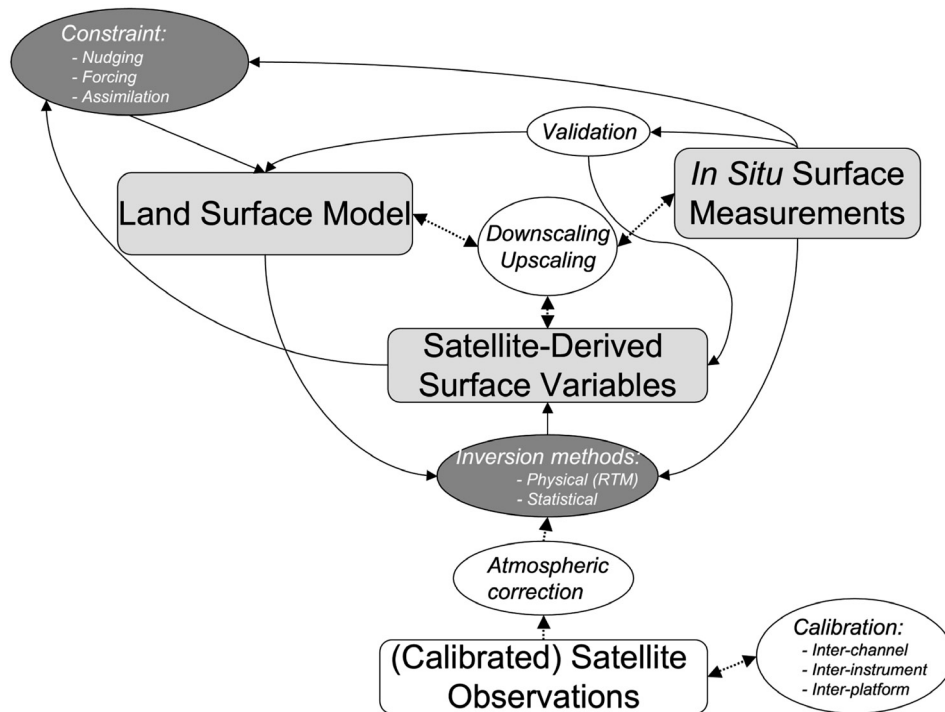 Constraint:
- Nudging
- Forcing
- Assimilation
Validation
In Situ Surface
Measurements
Land Surface Model
Downscaling
Upscaling
Satellite-Derived
Surface Variables
Inversion methods:
- Physical (RTM)
- Statistical
Atmospheric
correction
(Calibrated) Satellite
Observations
Calibration:
- Inter-channel
- Inter-instrument
- Inter-platform